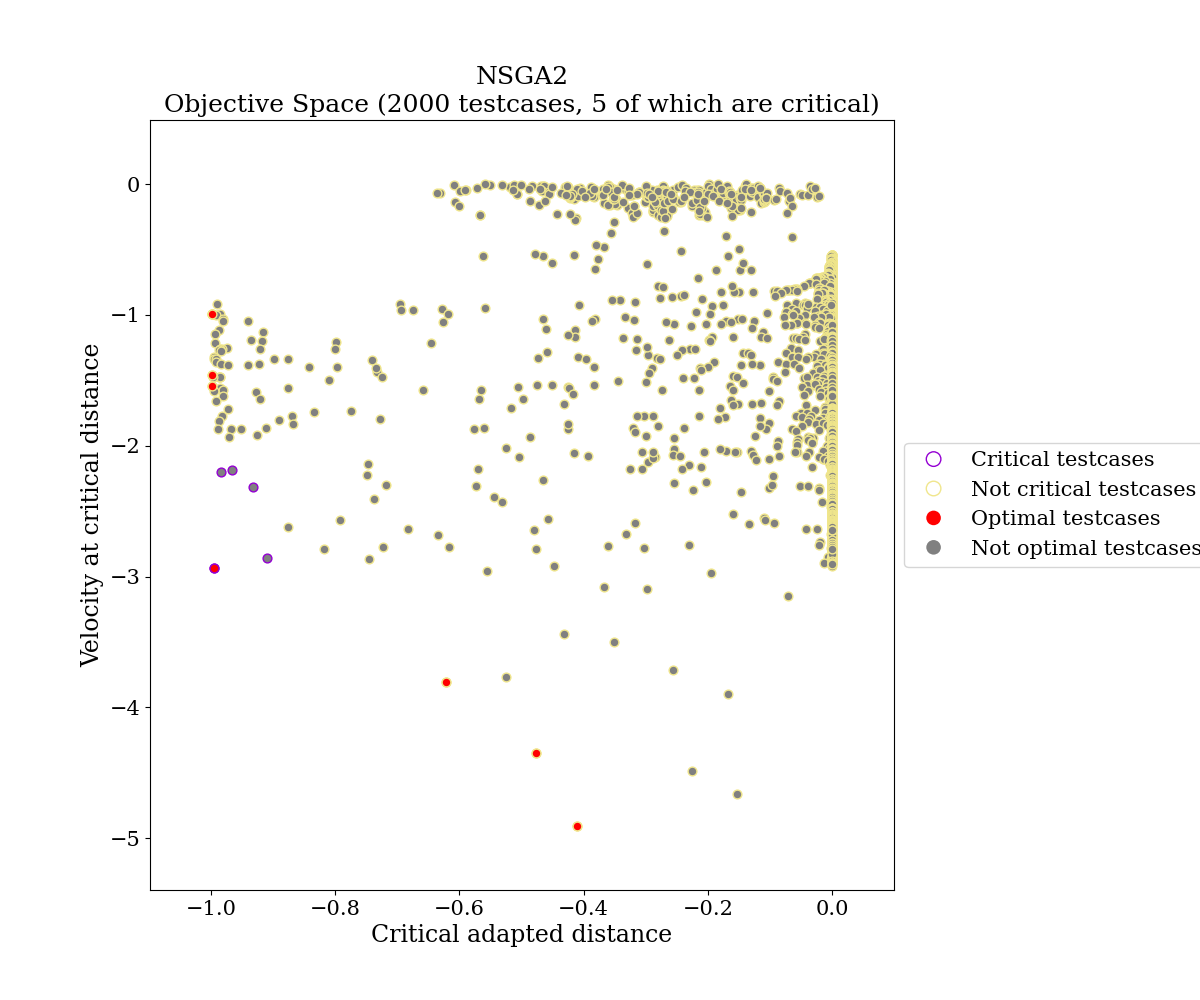 NSGA2
Objective Space (2000 testcases, 5 of which are critical)
0
−1
−2
−3
−4
−5
Velocity at critical distance
−1.0
−0.8
−0.6
−0.4
−0.2
0.0
Critical adapted distance
Critical testcases
Not critical testcases
Optimal testcases
Not optimal testcases